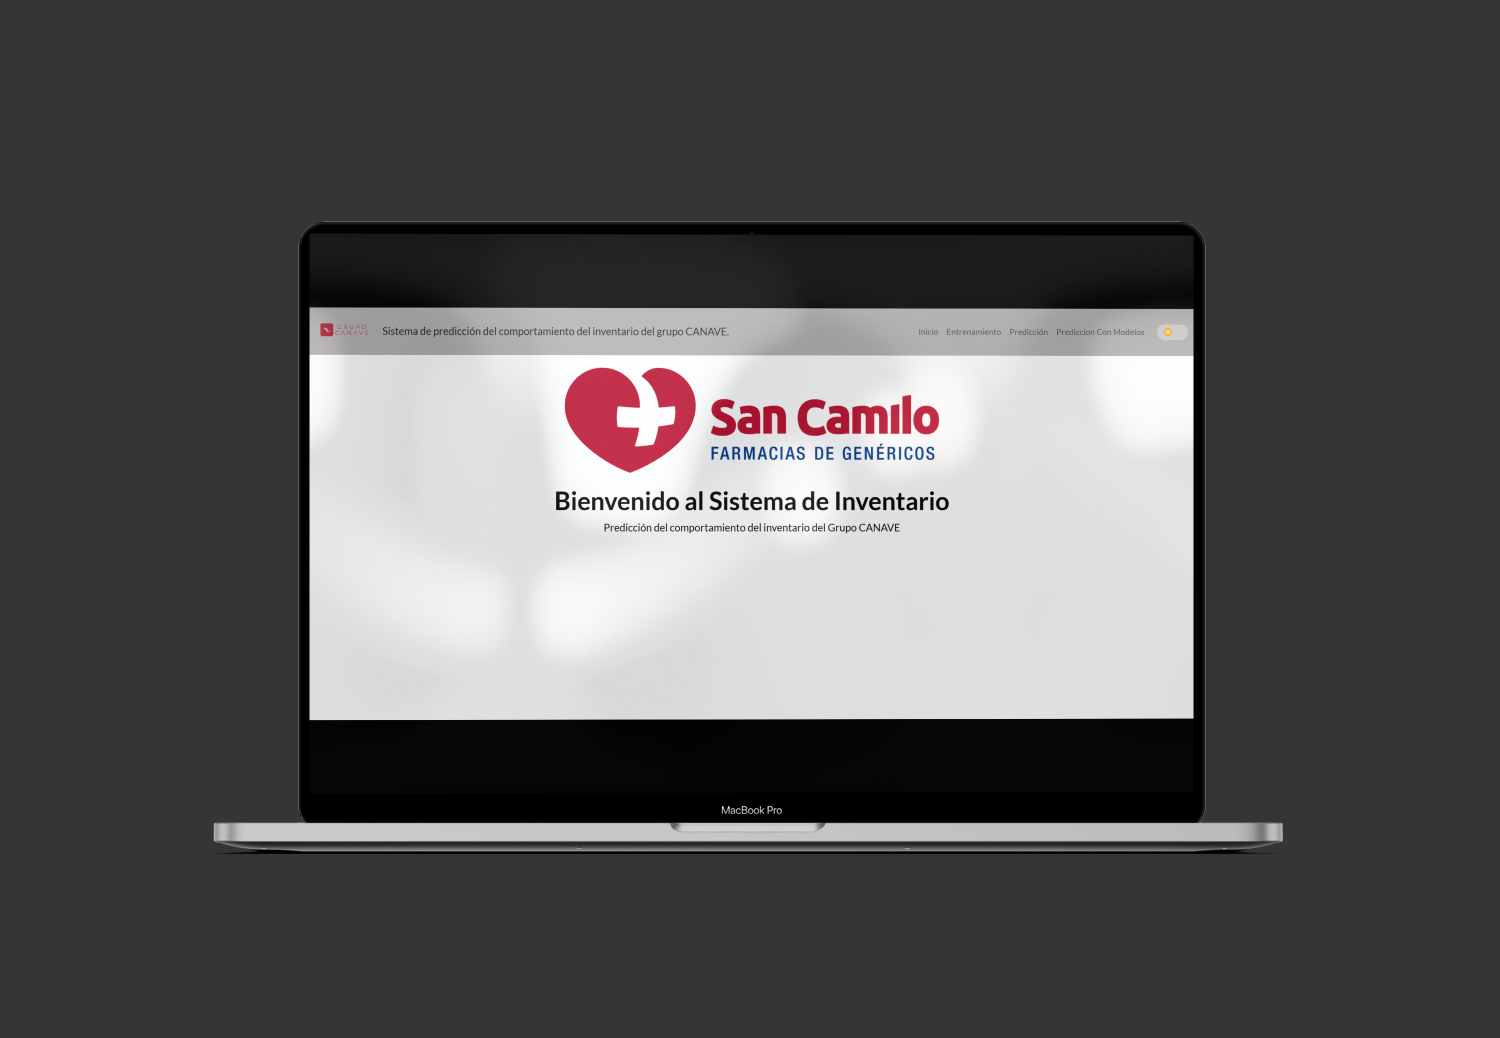 GRUPO
CANAVE
Sistema de predicción del comportamiento del inventario del grupo CANAVE.
Inicio Entrenamiento Predicción Prediccion Con Modelos
San Camilo
FARMACIAS DE GENÉRICOS
Bienvenido al Sistema de Inventario
Predicción del comportamiento del inventario del Grupo CANAVE
MacBook Pro